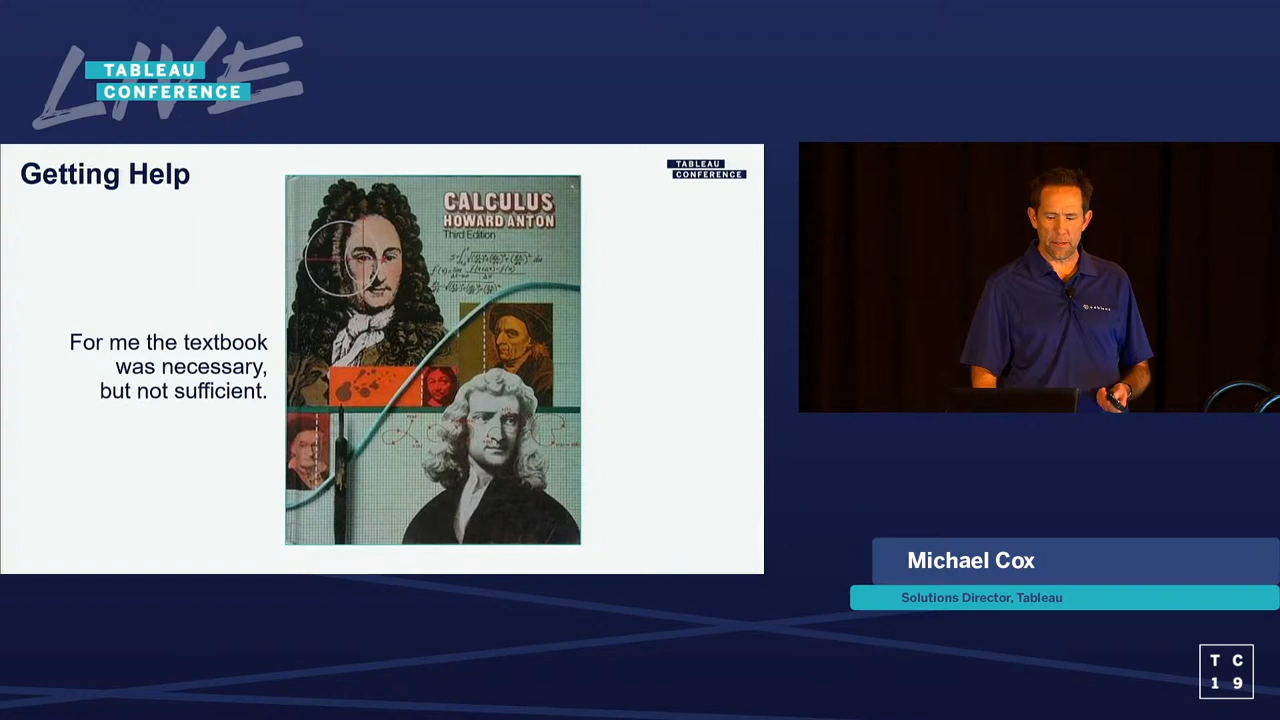 LIVE
TABLEAU
CONFERENCE
Getting Help
TABLEAU
CONFERENCE
CALCULUS
HOWARD ANTON
Third Edition
For me the textbook
was necessary,
but not sufficient.
Michael Cox
Solutions Director, Tableau
T C
1 9